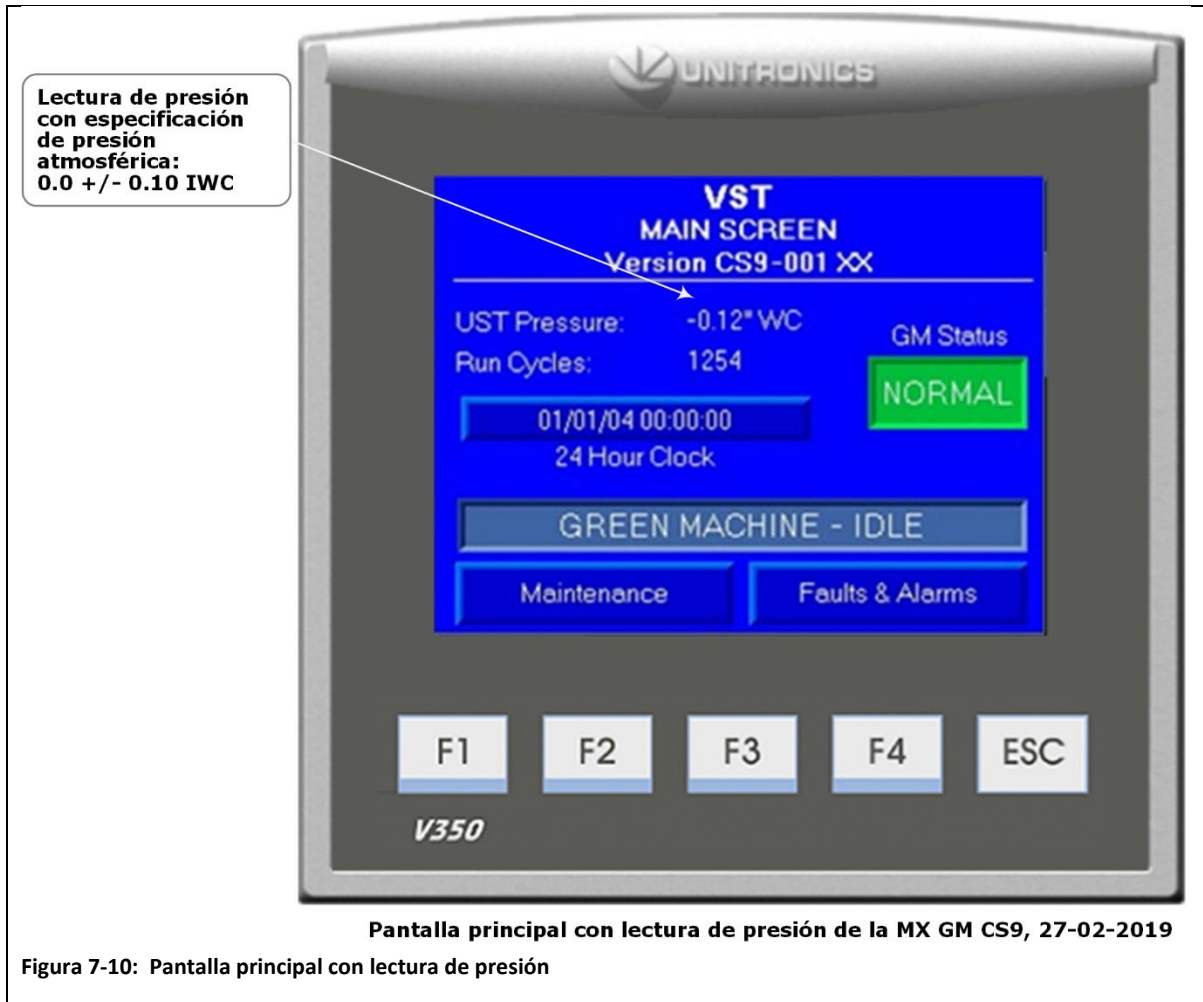 UNITRONICS
Lectura de presión
con especificación
de presión
atmosférica:
0.0 +/- 0.10 IWC
VST
MAIN SCREEN
Version CS9-001 XX
UST Pressure: -0.12" WC
GM Status
Run Cycles: 1254
NORMAL
01/01/04 00:00:00
24 Hour Clock
GREEN MACHINE - IDLE
Maintenance Faults & Alarms
F1 F2 F3 F4 ESC
V350
Pantalla principal con lectura de presión de la MX GM CS9, 27-02-2019
Figura 7-10: Pantalla principal con lectura de presión